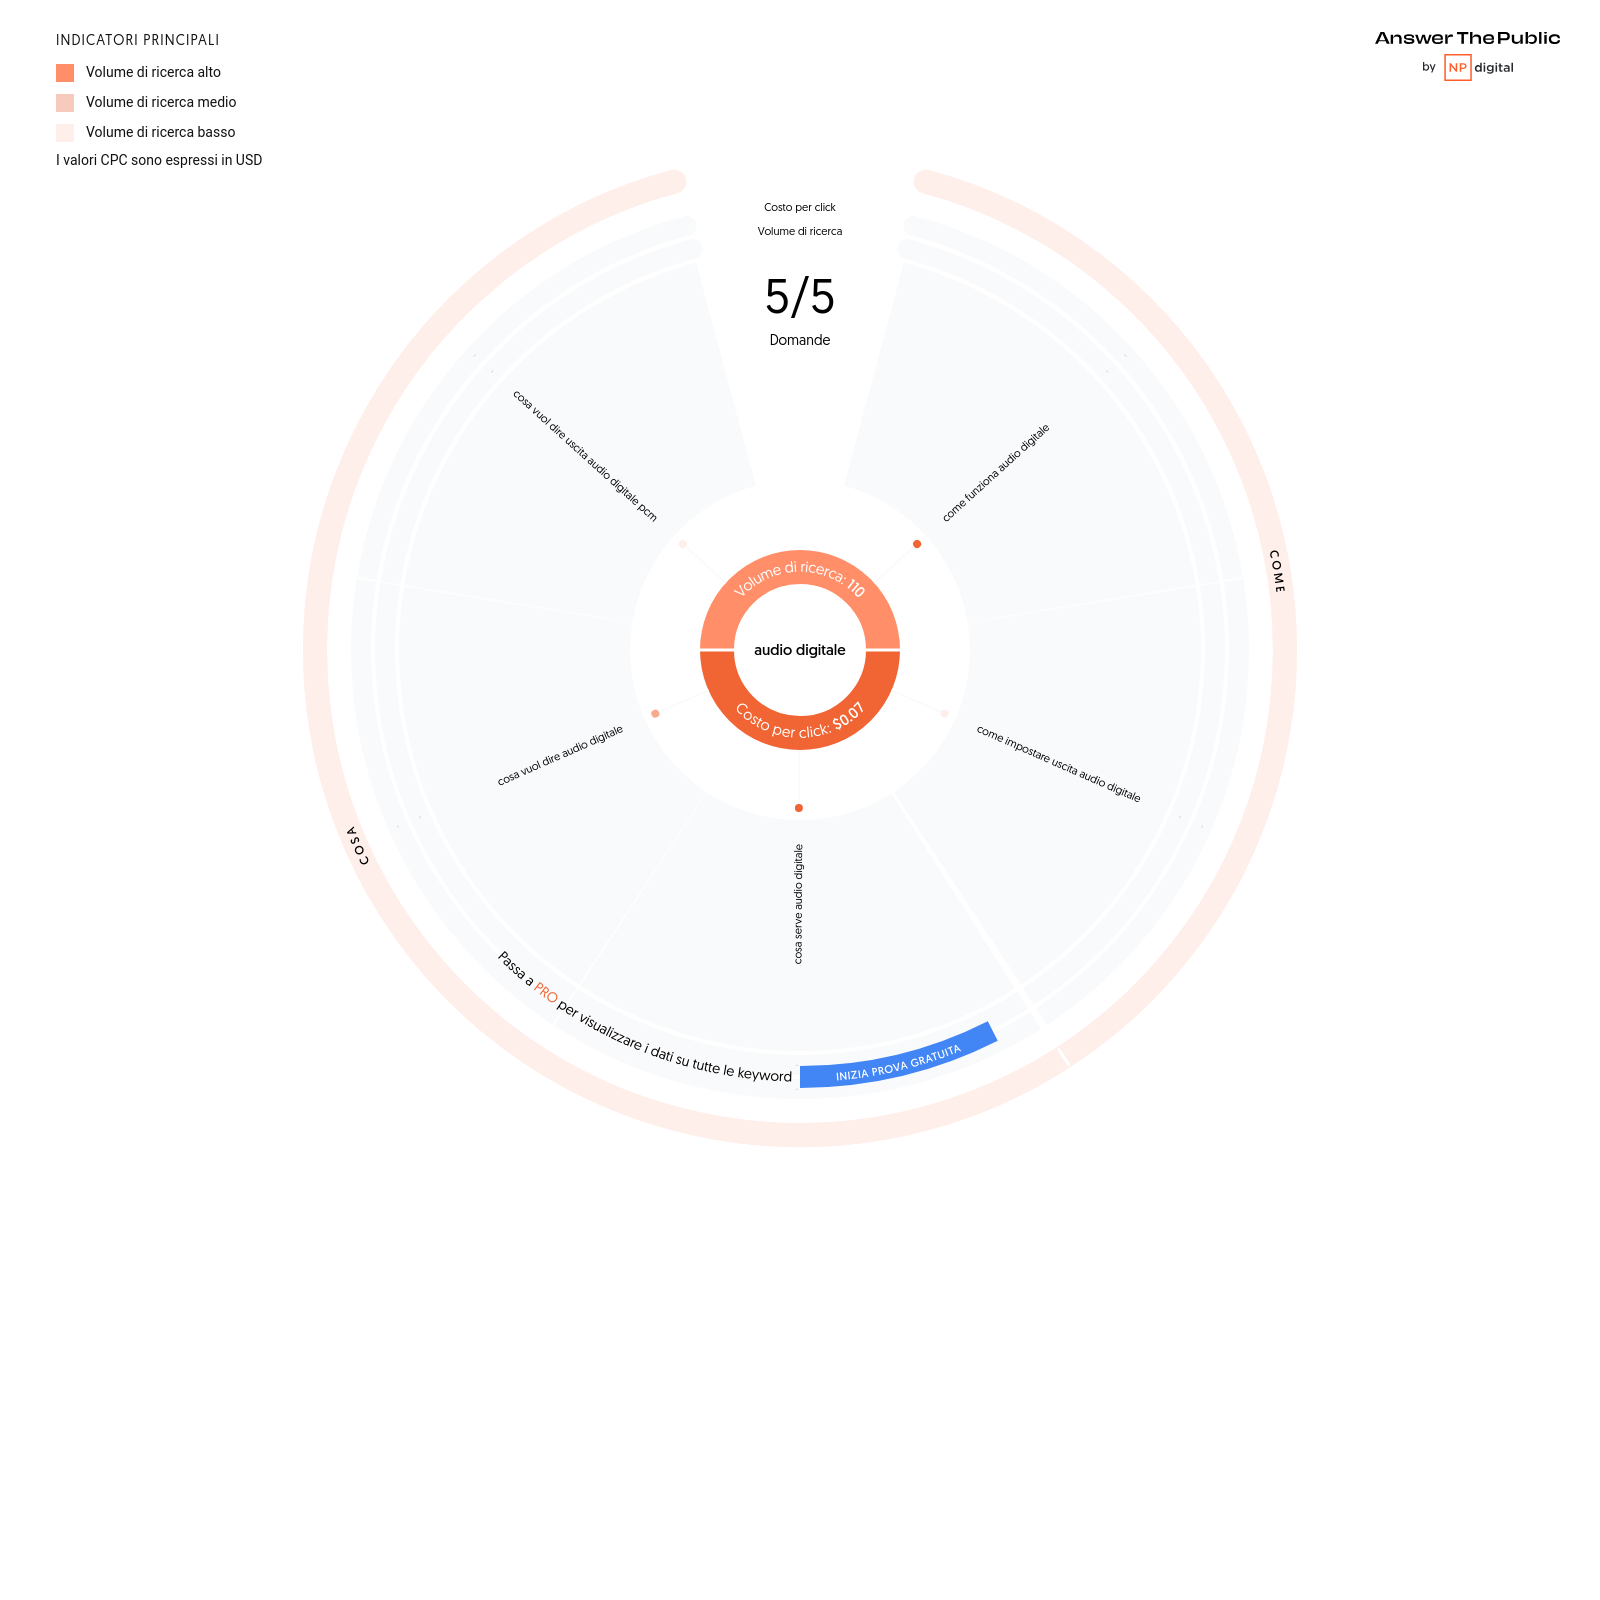 INDICATORI PRINCIPALI
Volume di ricerca alto
Volume di ricerca medio
Volume di ricerca basso
I valori CPC sono espressi in USD
Answer The Public
by NP digital
Costo per click
Volume di ricerca
5/5
Domande
COME
come funziona audio digitale
come impostare uscita audio digitale
COSA
cosa serve audio digitale
cosa vuol dire audio digitale
cosa vuol dire uscita audio digitale pcm
Volume di ricerca: 110
audio digitale
Costo per click: $0.07
Passa a PRO per visualizzare i dati su tutte le keyword
INIZIA PROVA GRATUITA